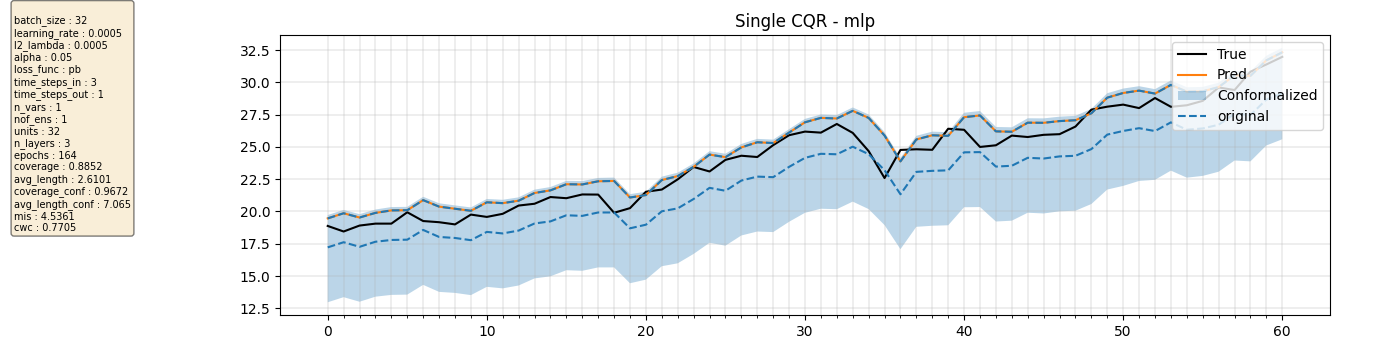 batch_size : 32
learning_rate : 0.0005
l2_lambda : 0.0005
alpha : 0.05
loss_func : pb
time_steps_in : 3
time_steps_out : 1
n_vars : 1
nof_ens : 1
units : 32
n_layers : 3
epochs : 164
coverage : 0.8852
avg_length : 2.6101
coverage_conf : 0.9672
avg_length_conf : 7.065
mis : 4.5361
cwc : 0.7705
Single CQR - mlp
32.5
30.0
27.5
25.0
22.5
20.0
17.5
15.0
12.5
0 10 20 30 40 50 60
True
Pred
Conformalized
original